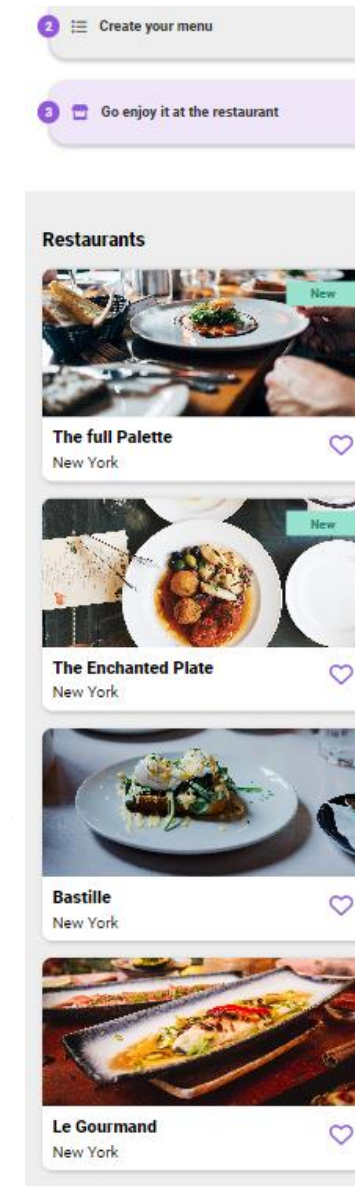 2 Create your menu
3 Go enjoy it at the restaurant
Restaurants
New
The full Palette
New York
New
The Enchanted Plate
New York
Bastille
New York
Le Gourmand
New York